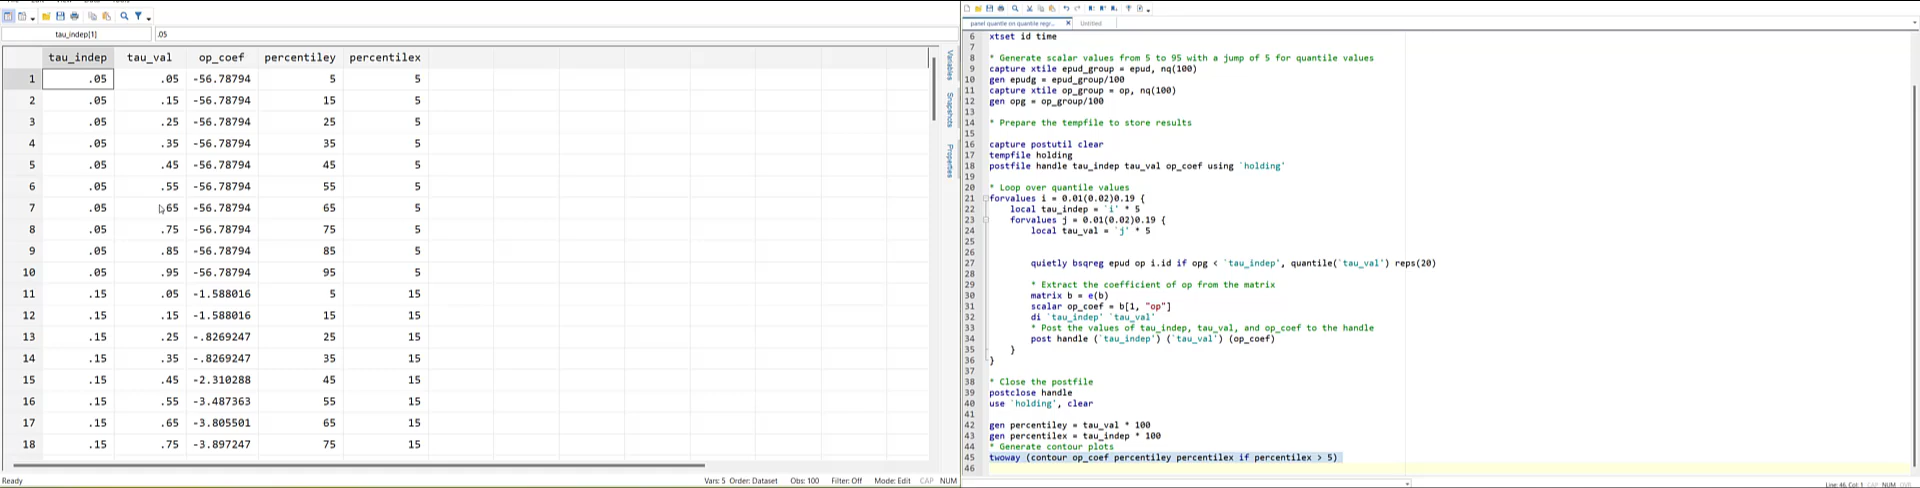 tau_indep[1] .05
tau_indep tau_val op_coef percentiley percentilex
1 .05 .05 -56.78794 5 5
2 .05 .15 -56.78794 15 5
3 .05 .25 -56.78794 25 5
4 .05 .35 -56.78794 35 5
5 .05 .45 -56.78794 45 5
6 .05 .55 -56.78794 55 5
7 .05 .65 -56.78794 65 5
8 .05 .75 -56.78794 75 5
9 .05 .85 -56.78794 85 5
10 .05 .95 -56.78794 95 5
11 .15 .05 -1.588016 5 15
12 .15 .15 -1.588016 15 15
13 .15 .25 -.8269247 25 15
14 .15 .35 -.8269247 35 15
15 .15 .45 -2.310288 45 15
16 .15 .55 -3.487363 55 15
17 .15 .65 -3.805501 65 15
18 .15 .75 -3.897247 75 15
Variables
Snapshots
Properties
Ready Vars: 5 Order: Dataset Obs: 100 Filter: Off Mode: Edit CAP NUM
panel quantile on quantile regr... × Untitled
6 xtset id time
7
8 * Generate scalar values from 5 to 95 with a jump of 5 for quantile values
9 capture xtile epud_group = epud, nq(100)
10 gen epudg = epud_group/100
11 capture xtile op_group = op, nq(100)
12 gen opg = op_group/100
13
14 * Prepare the tempfile to store results
15
16 capture postutil clear
17 tempfile holding
18 postfile handle tau_indep tau_val op_coef using `holding'
19
20 * Loop over quantile values
21 forvalues i = 0.01(0.02)0.19 {
22 local tau_indep = `i' * 5
23 forvalues j = 0.01(0.02)0.19 {
24 local tau_val = `j' * 5
25
26
27 quietly bsqreg epud op i.id if opg < `tau_indep', quantile(`tau_val') reps(20)
28
29 * Extract the coefficient of op from the matrix
30 matrix b = e(b)
31 scalar op_coef = b[1, "op"]
32 di `tau_indep' `tau_val'
33 * Post the values of tau_indep, tau_val, and op_coef to the handle
34 post handle (`tau_indep') (`tau_val') (op_coef)
35 }
36 }
37
38 * Close the postfile
39 postclose handle
40 use `holding', clear
41
42 gen percentiley = tau_val * 100
43 gen percentilex = tau_indep * 100
44 * Generate contour plots
45 twoway (contour op_coef percentiley percentilex if percentilex > 5)
46
Line: 46, Col: 1 CAP NUM OVR